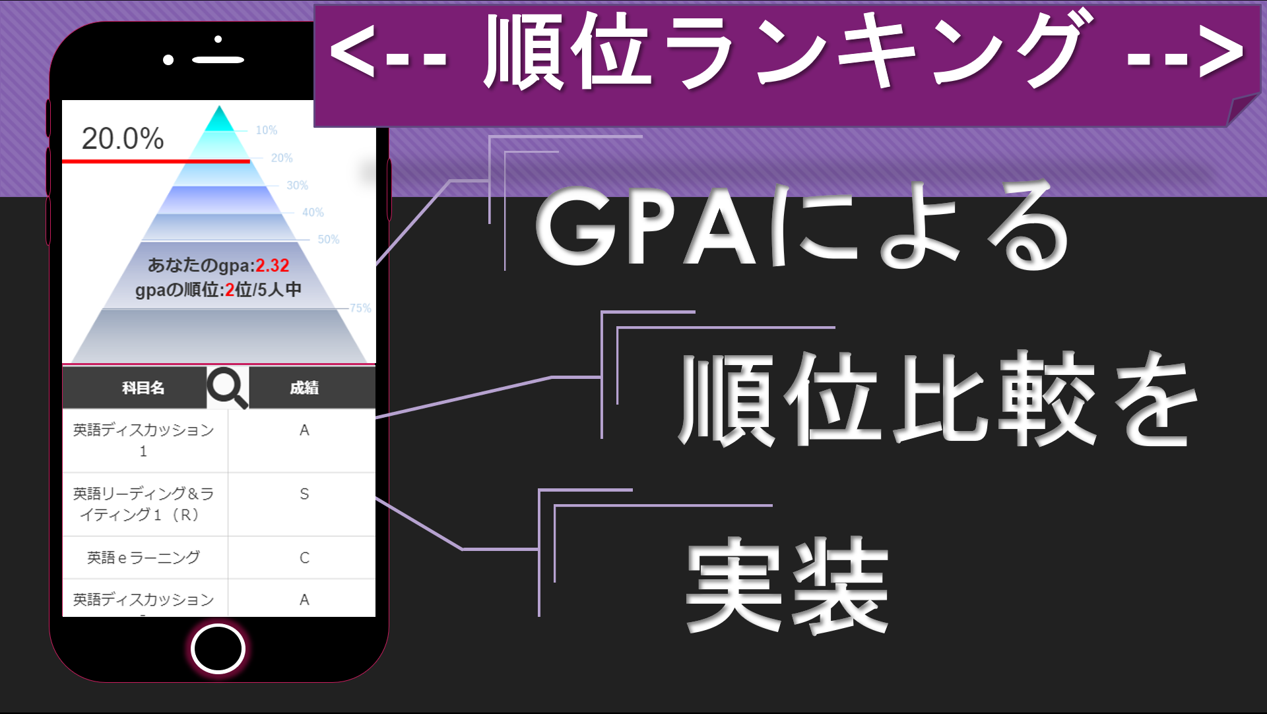 <-- 順位ランキング -->
20.0%
10%
20%
30%
40%
50%
あなたのgpa:2.32
gpaの順位:2位/5人中
75%
科目名 成績
英語ディスカッション
1 A
英語リーディング＆ラ
イティング１（Ｒ） S
英語ｅラーニング C
英語ディスカッション A
GPAによる
順位比較を
実装